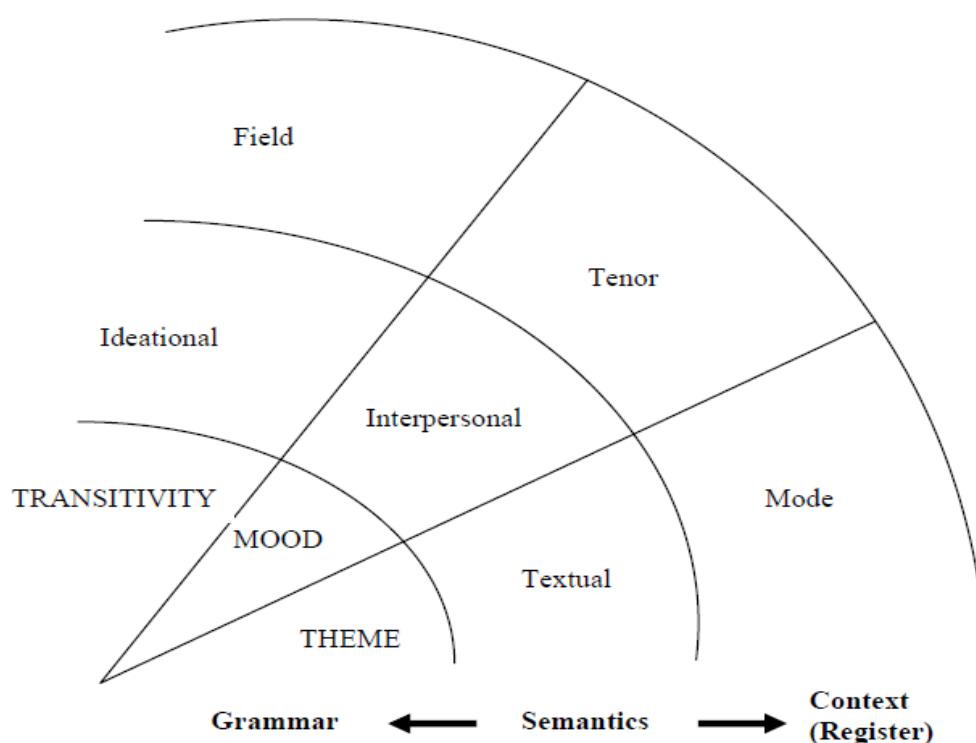 Field
Tenor
Ideational
Interpersonal
TRANSITIVITY
Mode
MOOD
Textual
THEME
Grammar Semantics Context
(Register)